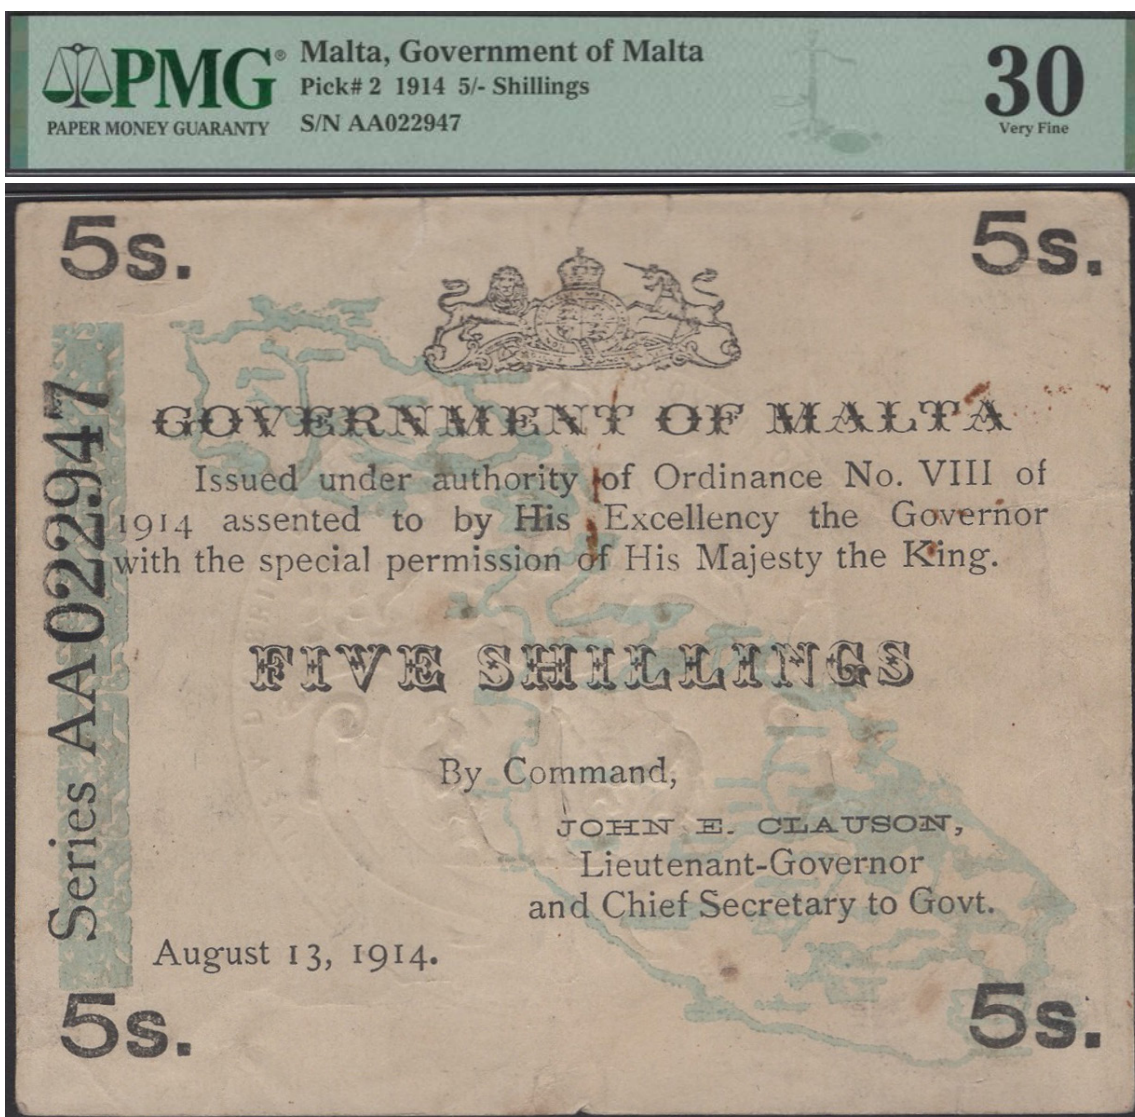 PMG®
PAPER MONEY GUARANTY
Malta, Government of Malta
Pick# 2 1914 5/- Shillings
S/N AA022947
30
Very Fine
5s. 5s.
GOVERNMENT OF MALTA
Issued under authority of Ordinance No. VIII of
1914 assented to by His Excellency the Governor
with the special permission of His Majesty the King.
FIVE SHILLINGS
By Command,
JOHN E. CLAUSON,
Lieutenant-Governor
and Chief Secretary to Govt.
August 13, 1914.
Series AA 022947
5s. 5s.